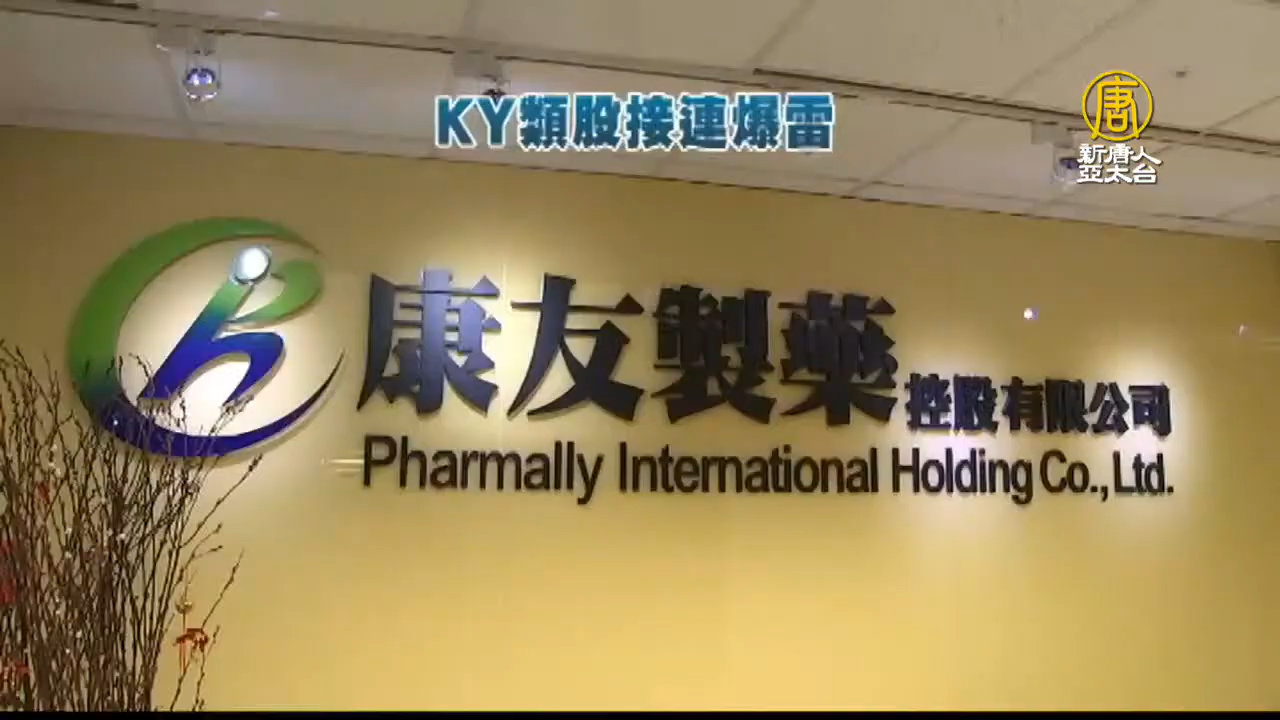 KY類股接連爆雷
唐
新唐人
亞太台
康友製藥控股有限公司
Pharmally International Holding Co., Ltd.